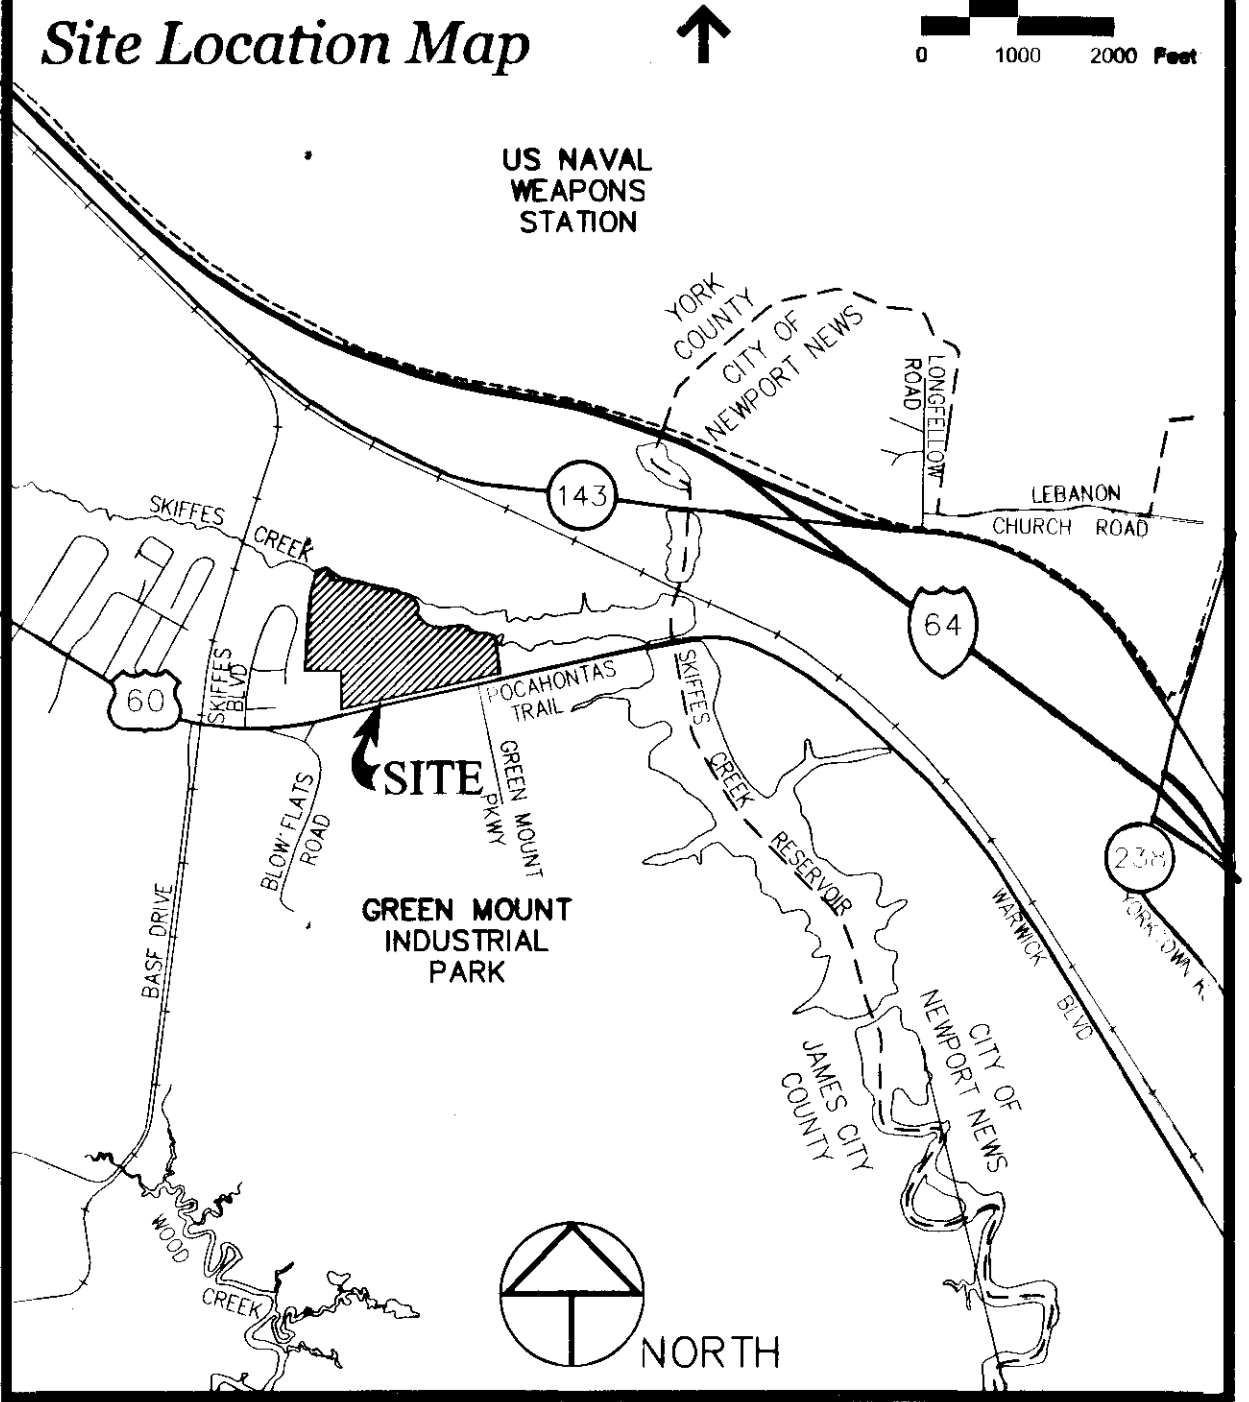 Site Location Map
0 1000 2000 Feet
US NAVAL
WEAPONS
STATION
YORK
COUNTY
CITY OF
NEWPORT NEWS
LONGFELLOW
ROAD
LEBANON
CHURCH ROAD
143
SKIFFES
CREEK
64
60
SKIFFES
BLVD
POCAHONTAS
TRAIL
SITE
GREEN MOUNT
PKWY
BLOW FLATS
ROAD
SKIFFES
CREEK
RESERVOIR
238
YORKTOWN
WARWICK
BLVD
BASF DRIVE
GREEN MOUNT
INDUSTRIAL
PARK
CITY OF
NEWPORT NEWS
JAMES CITY
COUNTY
WOOD
CREEK
NORTH